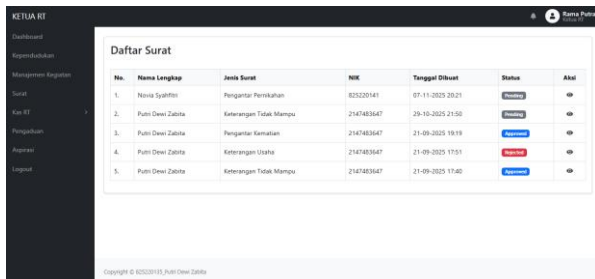 KETUA RT
Rama Putra
Ketua RT
Dashboard
Kependudukan
Manajemen Kegiatan
Surat
Kas RT
Pengaduan
Aspirasi
Logout
Daftar Surat
No. Nama Lengkap Jenis Surat NIK Tanggal Dibuat Status Aksi
1. Novia Syahfitri Pengantar Pernikahan 825220141 07-11-2025 20:21 Pending
2. Putri Dewi Zabita Keterangan Tidak Mampu 2147483647 29-10-2025 21:50 Pending
3. Putri Dewi Zabita Pengantar Kematian 2147483647 21-09-2025 19:19 Approved
4. Putri Dewi Zabita Keterangan Usaha 2147483647 21-09-2025 17:51 Rejected
5. Putri Dewi Zabita Keterangan Tidak Mampu 2147483647 21-09-2025 17:40 Approved
Copyright © 825220135_Putri Dewi Zabita